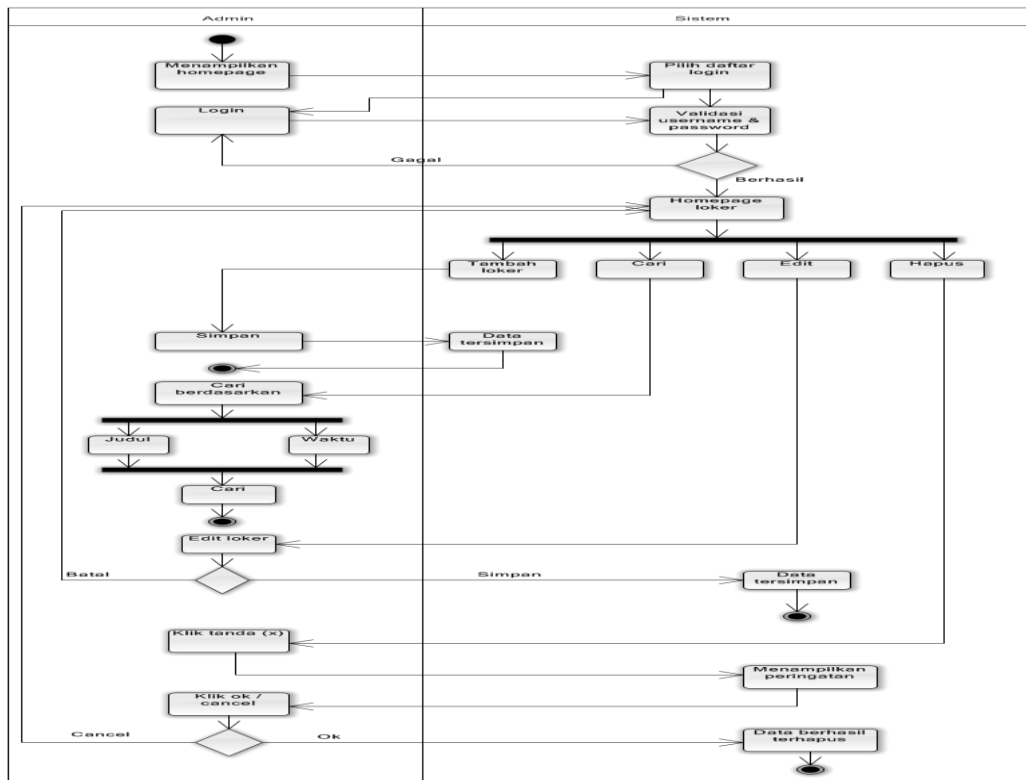 Admin
Sistem
Menampilkan
homepage
Pilih daftar
login
Login
Validasi
username &
password
Gagal
Berhasil
Homepage
loker
Tambah
loker
Cari
Edit
Hapus
Simpan
Data
tersimpan
Cari
berdasarkan
Judul
Waktu
Cari
Edit loker
Batal
Simpan
Data
tersimpan
Klik tanda (x)
Menampilkan
peringatan
Klik ok /
cancel
Cancel
Ok
Data berhasil
terhapus